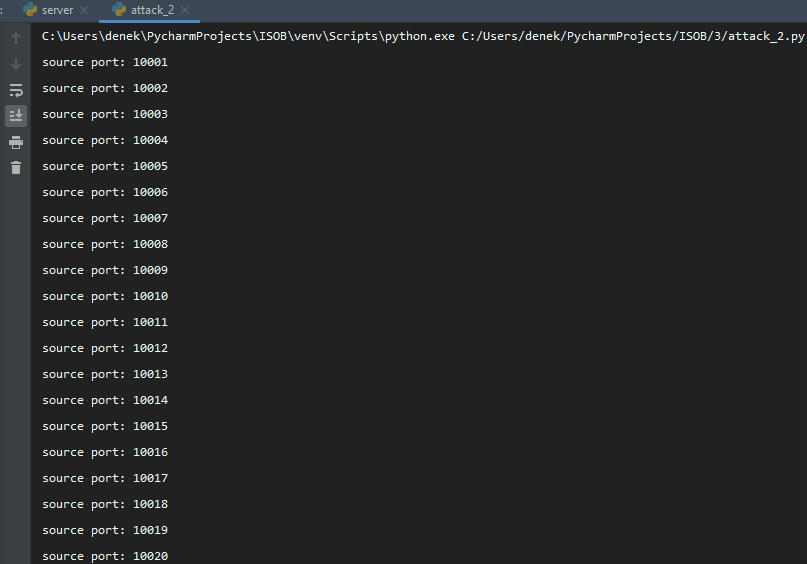 server attack_2
C:\Users\denek\PycharmProjects\ISOB\venv\Scripts\python.exe C:/Users/denek/PycharmProjects/ISOB/3/attack_2.py
source port: 10001
source port: 10002
source port: 10003
source port: 10004
source port: 10005
source port: 10006
source port: 10007
source port: 10008
source port: 10009
source port: 10010
source port: 10011
source port: 10012
source port: 10013
source port: 10014
source port: 10015
source port: 10016
source port: 10017
source port: 10018
source port: 10019
source port: 10020